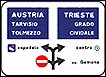 AUSTRIA
TARVISIO
TOLMEZZO
TRIESTE
GRADO
CIVIDALE
ospedale
centro
via Gemona